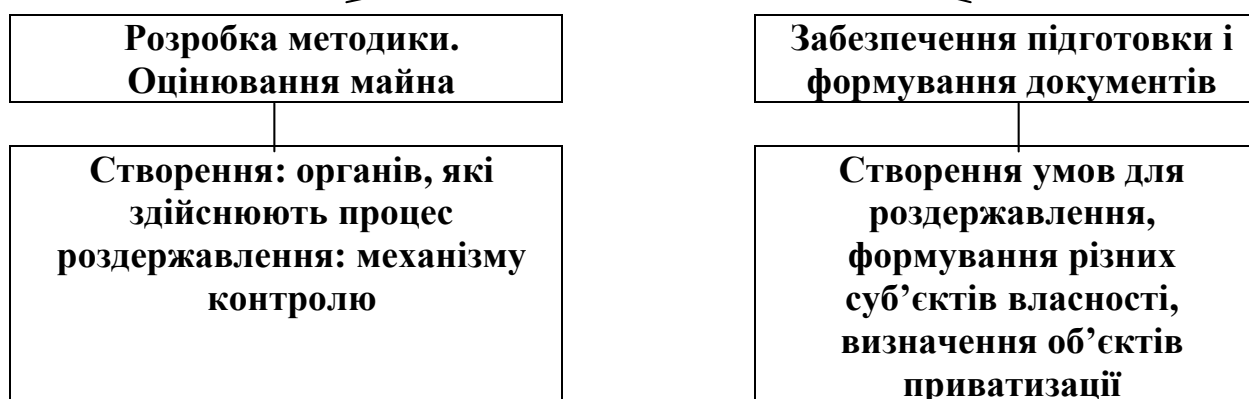 Розробка методики.
Оцінювання майна
Забезпечення підготовки і
формування документів
Створення: органів, які
здійснюють процес
роздержавлення: механізму
контролю
Створення умов для
роздержавлення,
формування різних
суб’єктів власності,
визначення об’єктів
приватизації